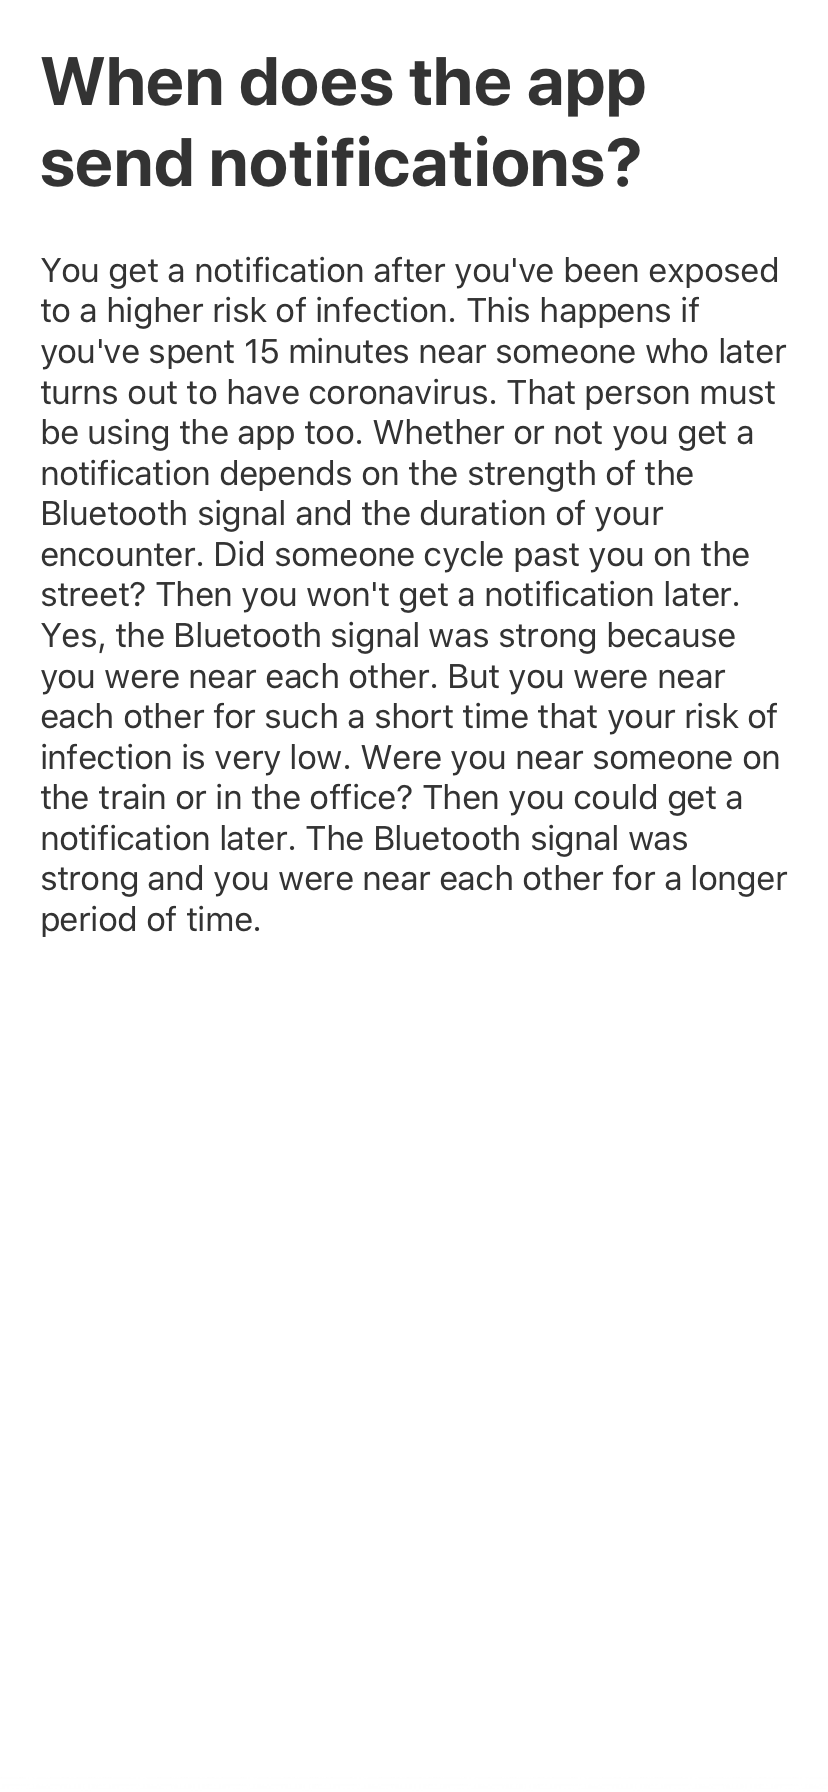 When does the app
send notifications?
You get a notification after you've been exposed
to a higher risk of infection. This happens if
you've spent 15 minutes near someone who later
turns out to have coronavirus. That person must
be using the app too. Whether or not you get a
notification depends on the strength of the
Bluetooth signal and the duration of your
encounter. Did someone cycle past you on the
street? Then you won't get a notification later.
Yes, the Bluetooth signal was strong because
you were near each other. But you were near
each other for such a short time that your risk of
infection is very low. Were you near someone on
the train or in the office? Then you could get a
notification later. The Bluetooth signal was
strong and you were near each other for a longer
period of time.